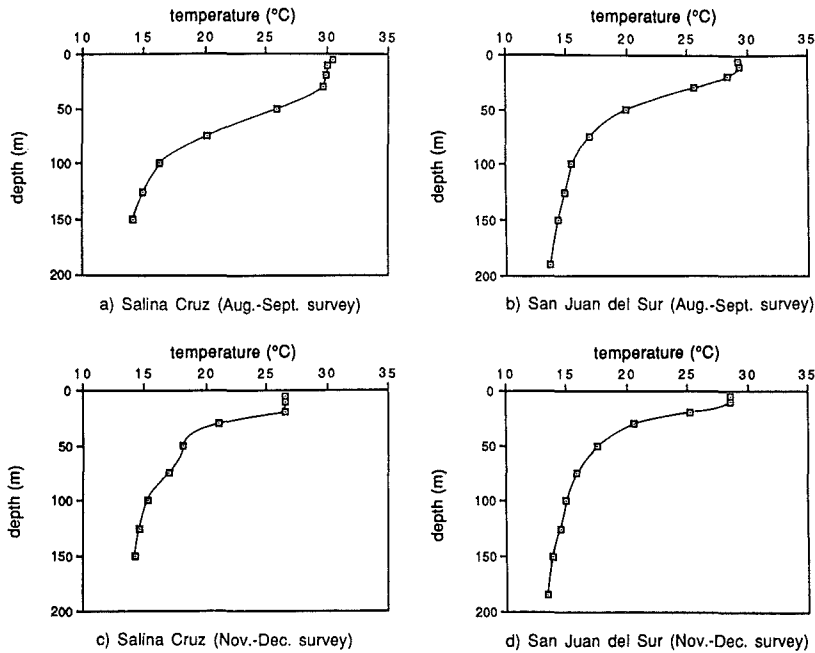 temperature (ºC)
10 15 20 25 30 35
0
50
100
150
200
depth (m)
a) Salina Cruz (Aug.-Sept. survey)
temperature (ºC)
10 15 20 25 30 35
0
50
100
150
200
depth (m)
b) San Juan del Sur (Aug.-Sept. survey)
temperature (ºC)
10 15 20 25 30 35
0
50
100
150
200
depth (m)
c) Salina Cruz (Nov.-Dec. survey)
temperature (ºC)
10 15 20 25 30 35
0
50
100
150
200
depth (m)
d) San Juan del Sur (Nov.-Dec. survey)